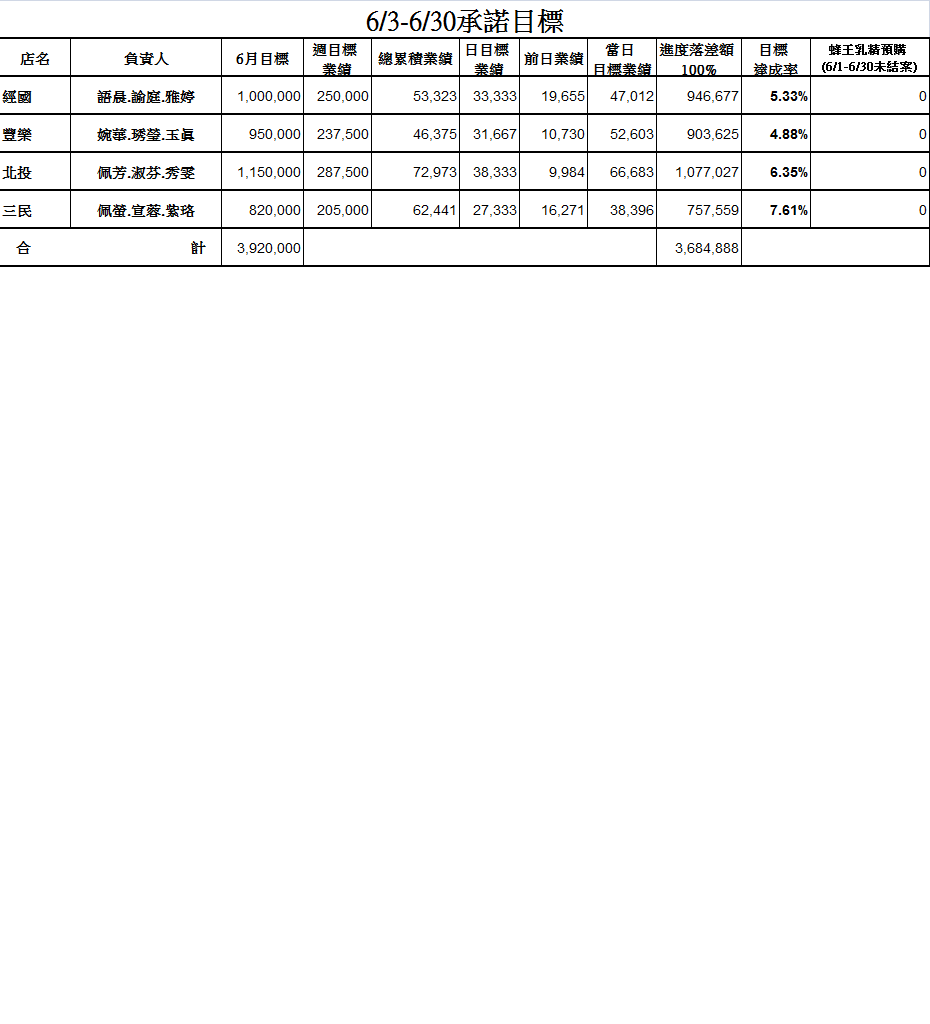 6/3-6/30承諾目標
店名 負責人 6月目標 週目標業績 總累積業績 日目標業績 前日業績 當日目標業績 進度落差額100% 目標達成率 蜂王乳精預購(6/1-6/30未結案)
經國 語晨.諭庭.雅婷 1,000,000 250,000 53,323 33,333 19,655 47,012 946,677 5.33% 0
豐樂 婉華.琇瑩.玉眞 950,000 237,500 46,375 31,667 10,730 52,603 903,625 4.88% 0
北投 佩芳.淑芬.秀雯 1,150,000 287,500 72,973 38,333 9,984 66,683 1,077,027 6.35% 0
三民 佩螢.宣蓉.紫珞 820,000 205,000 62,441 27,333 16,271 38,396 757,559 7.61% 0
合 計 3,920,000 3,684,888